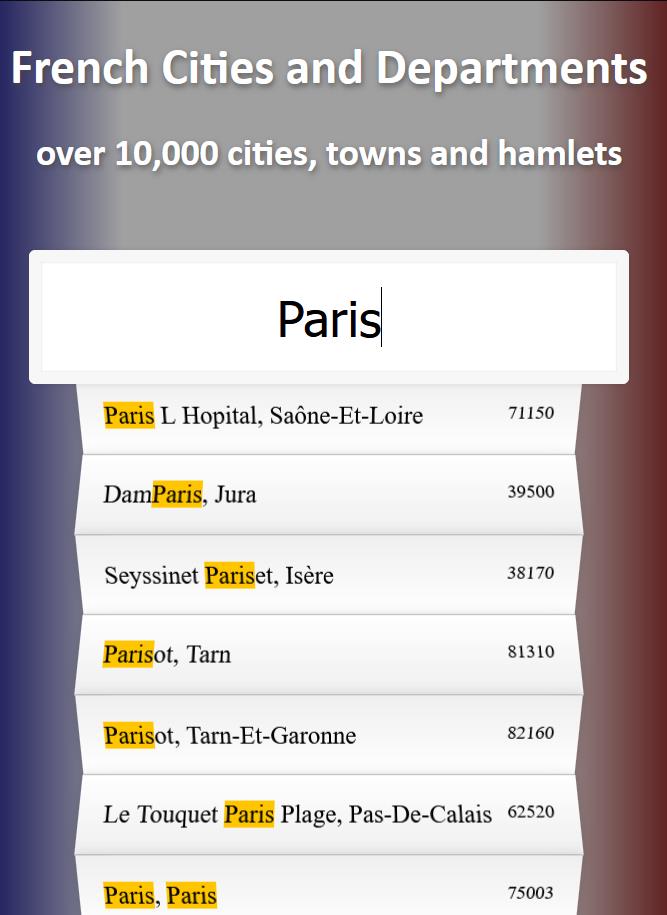 French Cities and Departments
over 10,000 cities, towns and hamlets
Paris
Paris L Hopital, Saône-Et-Loire 71150
DamParis, Jura 39500
Seyssinet Pariset, Isère 38170
Parisot, Tarn 81310
Parisot, Tarn-Et-Garonne 82160
Le Touquet Paris Plage, Pas-De-Calais 62520
Paris, Paris 75003